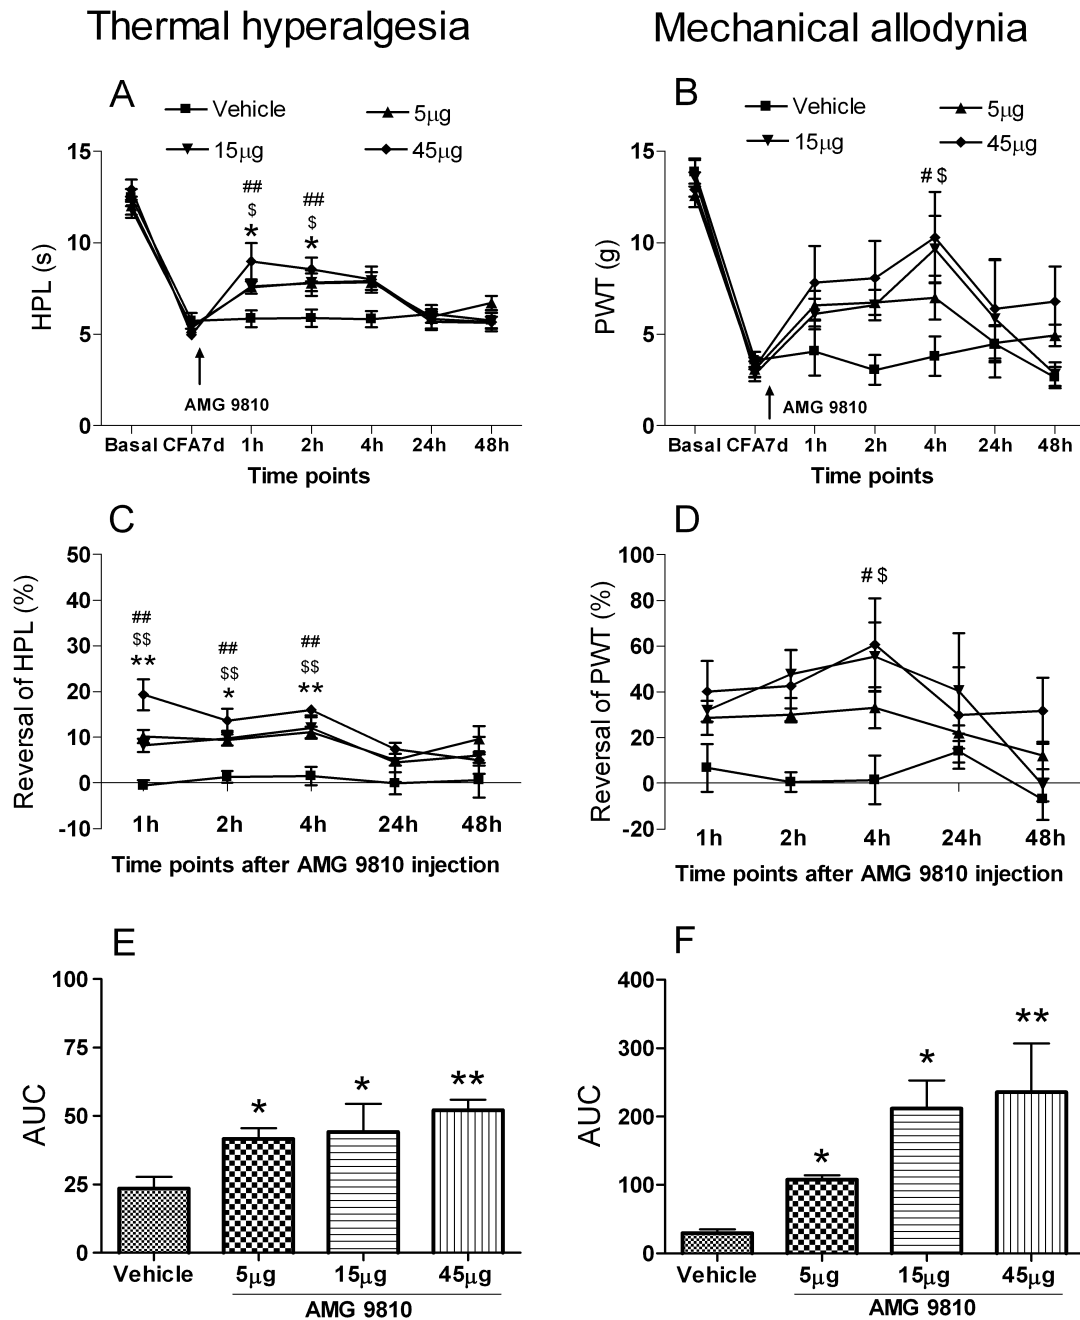 Thermal hyperalgesia
Mechanical allodynia
A
Vehicle
5µg
15µg
45µg
15
10
5
0
HPL (s)
##
$
*
##
$
*
AMG 9810
Basal CFA7d 1h 2h 4h 24h 48h
Time points
B
Vehicle
5µg
15µg
45µg
15
10
5
0
PWT (g)
# $
AMG 9810
Basal CFA7d 1h 2h 4h 24h 48h
Time points
C
50
40
30
20
10
0
-10
Reversal of HPL (%)
##
$$
**
##
$$
*
##
$$
**
1h 2h 4h 24h 48h
Time points after AMG 9810 injection
D
100
80
60
40
20
0
-20
Reversal of PWT (%)
# $
1h 2h 4h 24h 48h
Time points after AMG 9810 injection
E
100
75
50
25
0
AUC
*
*
**
Vehicle 5µg 15µg 45µg
AMG 9810
F
400
300
200
100
0
AUC
*
*
**
Vehicle 5µg 15µg 45µg
AMG 9810